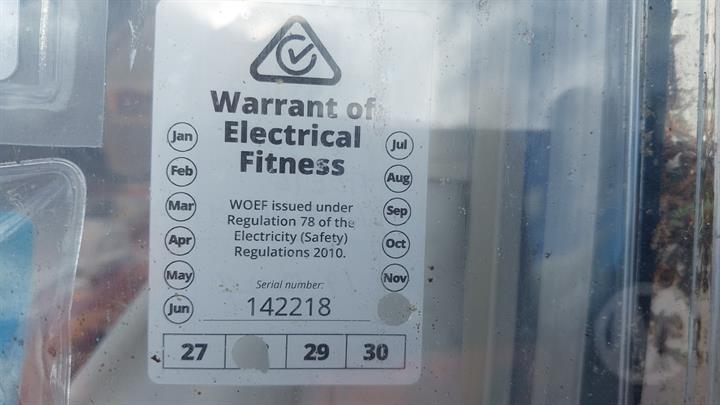 Warrant of
Electrical
Fitness
Jan
Feb
Mar
Apr
May
Jun
WOEF issued under
Regulation 78 of the
Electricity (Safety)
Regulations 2010.
Serial number:
142218
Jul
Aug
Sep
Oct
Nov
27
29
30